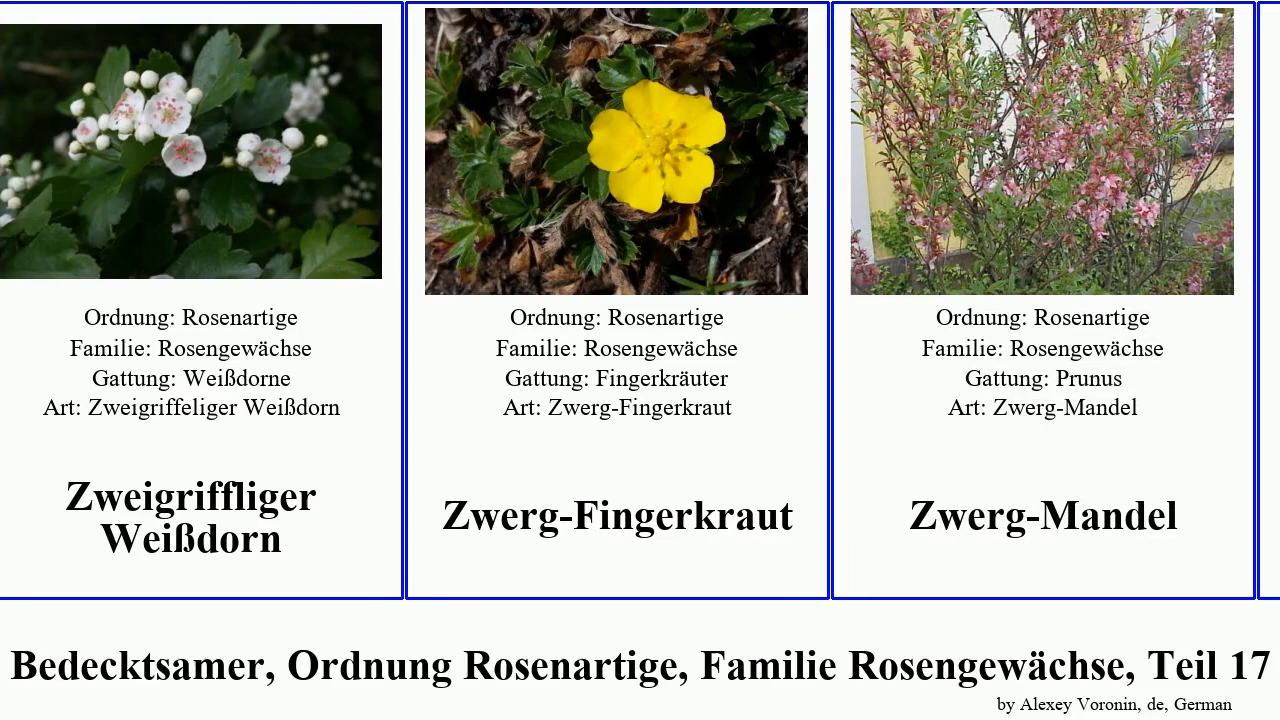 Ordnung: Rosenartige
Familie: Rosengewächse
Gattung: Weißdorne
Art: Zweigriffeliger Weißdorn
Zweigriffliger
Weißdorn
Ordnung: Rosenartige
Familie: Rosengewächse
Gattung: Fingerkräuter
Art: Zwerg-Fingerkraut
Zwerg-Fingerkraut
Ordnung: Rosenartige
Familie: Rosengewächse
Gattung: Prunus
Art: Zwerg-Mandel
Zwerg-Mandel
Bedecktsamer, Ordnung Rosenartige, Familie Rosengewächse, Teil 17
by Alexey Voronin, de, German